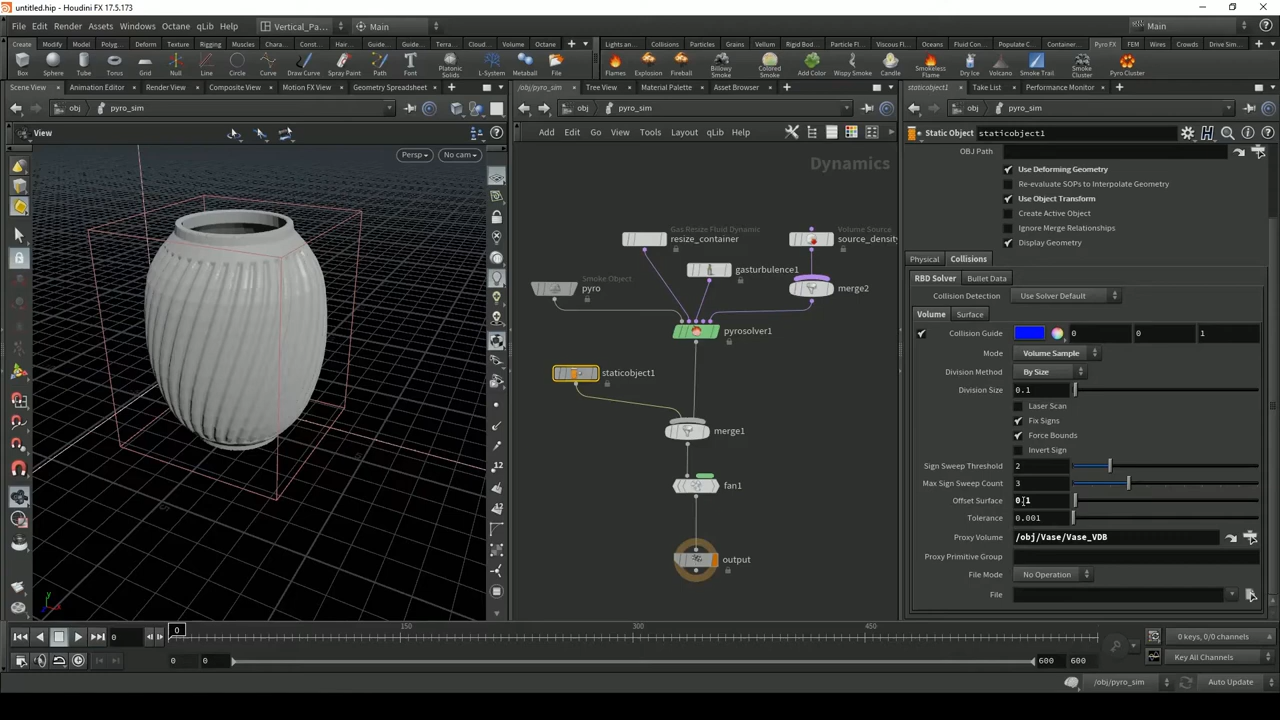 untitled.hip - Houdini FX 17.5.173
File Edit Render Assets Windows Octane qLib Help Vertical_Pa... Main Main
Create Modify Model Polyg... Deform Texture Rigging Muscles Chara... Constr... Hair... Guide... Guide... Terra... Cloud... Volume Octane Lights an... Collisions Particles Grains Vellum Rigid Bod... Particle Fl... Viscous Fl... Oceans Fluid Con... Populate C... Container... Pyro FX FEM Wires Crowds Drive Sim...
Box Sphere Tube Torus Grid Null Line Circle Curve Draw Curve Path Spray Paint Font Platonic Solids L-System Metaball File Flames Explosion Fireball Billowy Smoke Colored Smoke Add Color Wispy Smoke Candle Smokeless Flame Dry Ice Volcano Smoke Trail Smoke Cluster Pyro Cluster
Scene View Animation Editor Render View Composite View Motion FX View Geometry Spreadsheet /obj/pyro_sim Tree View Material Palette Asset Browser staticobject1 Take List Performance Monitor
obj pyro_sim obj pyro_sim obj pyro_sim
View Add Edit Go View Tools Layout qLib Help Static Object staticobject1
Persp No cam
Dynamics
OBJ Path
Use Deforming Geometry
Re-evaluate SOPs to Interpolate Geometry
Use Object Transform
Create Active Object
Ignore Merge Relationships
Display Geometry
Gas Resize Fluid Dynamic
resize_container
Volume Source
source_density
gasturbulence1
Smoke Object
pyro
merge2
pyrosolver1
staticobject1
merge1
fan1
output
Physical Collisions
RBD Solver Bullet Data
Collision Detection Use Solver Default
Volume Surface
Collision Guide 0 0 1
Mode Volume Sample
Division Method By Size
Division Size 0.1
Laser Scan
Fix Signs
Force Bounds
Invert Sign
Sign Sweep Threshold 2
Max Sign Sweep Count 3
Offset Surface 0.1
Tolerance 0.001
Proxy Volume /obj/Vase/Vase_VDB
Proxy Primitive Group
File Mode No Operation
File
0 0 150 300 450 0 keys, 0/0 channels
0 0 600 600 Key All Channels
/obj/pyro_sim Auto Update